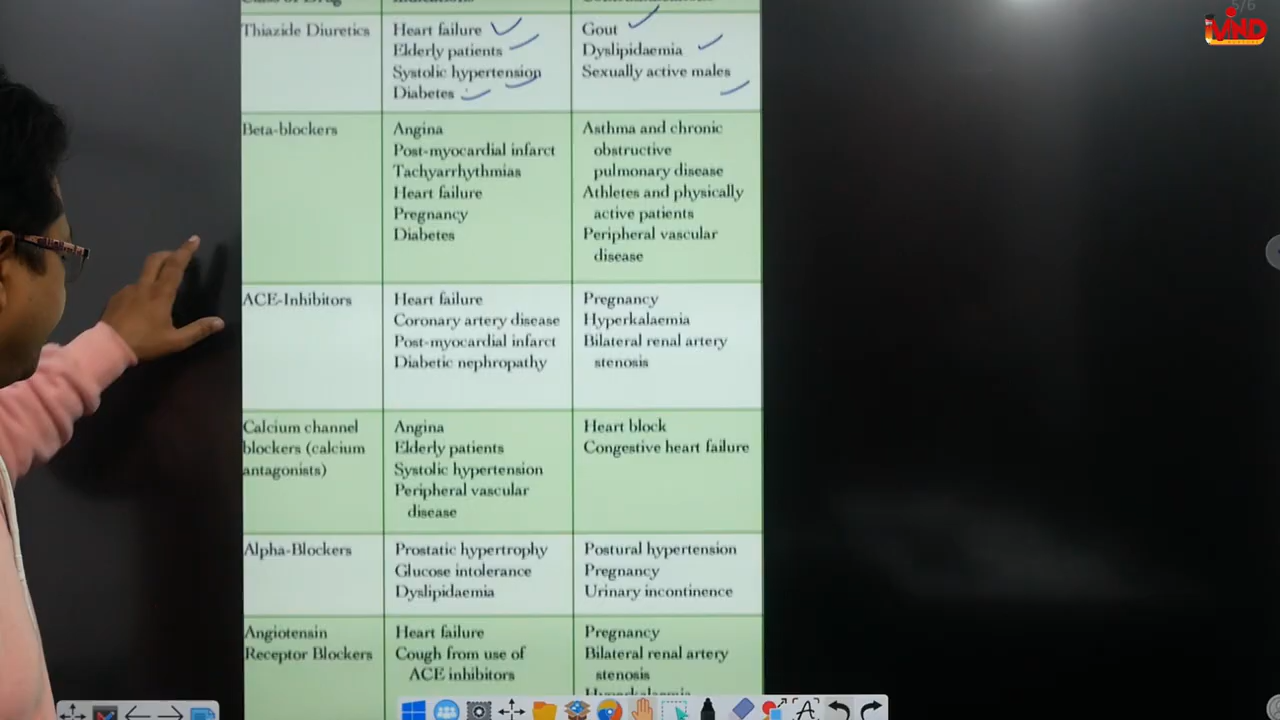 5/6
Thiazide Diuretics
Heart failure
Elderly patients
Systolic hypertension
Diabetes
Gout
Dyslipidaemia
Sexually active males
Beta-blockers
Angina
Post-myocardial infarct
Tachyarrhythmias
Heart failure
Pregnancy
Diabetes
Asthma and chronic
obstructive
pulmonary disease
Athletes and physically
active patients
Peripheral vascular
disease
ACE-Inhibitors
Heart failure
Coronary artery disease
Post-myocardial infarct
Diabetic nephropathy
Pregnancy
Hyperkalaemia
Bilateral renal artery
stenosis
Calcium channel
blockers (calcium
antagonists)
Angina
Elderly patients
Systolic hypertension
Peripheral vascular
disease
Heart block
Congestive heart failure
Alpha-Blockers
Prostatic hypertrophy
Glucose intolerance
Dyslipidaemia
Postural hypertension
Pregnancy
Urinary incontinence
Angiotensin
Receptor Blockers
Heart failure
Cough from use of
ACE inhibitors
Pregnancy
Bilateral renal artery
stenosis